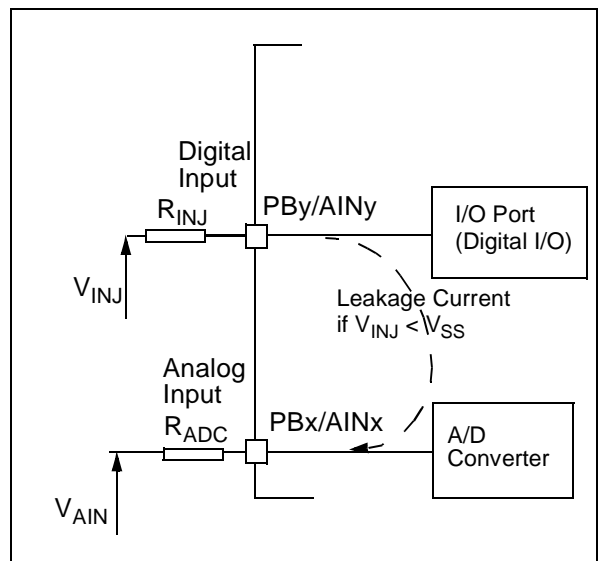 Digital
Input
R_INJ
PBy/AINy
I/O Port
(Digital I/O)
V_INJ
Leakage Current
if V_INJ < V_SS
Analog
Input
R_ADC
PBx/AINx
A/D
Converter
V_AIN